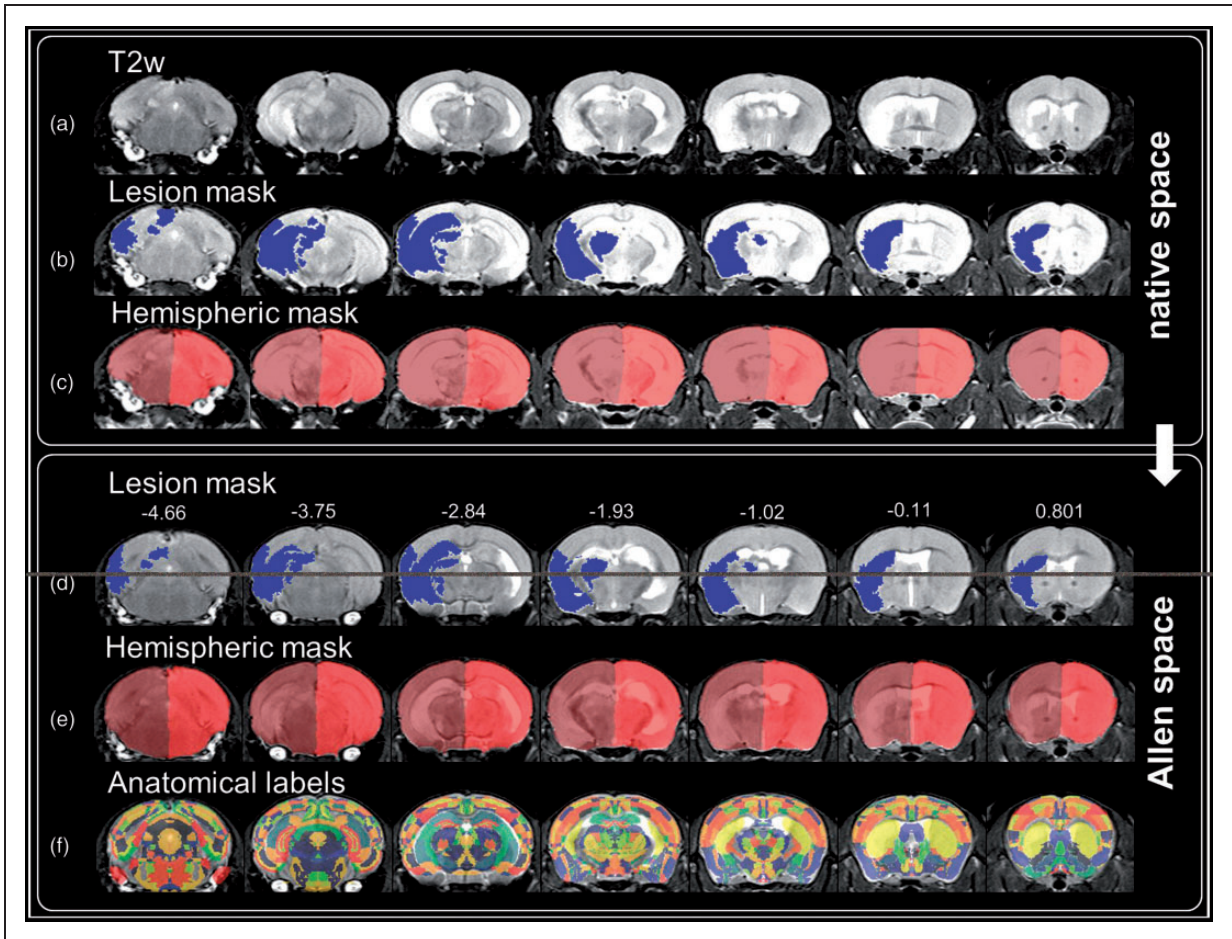 T2w
(a)
Lesion mask
(b)
Hemispheric mask
(c)
native space
Lesion mask
-4.66 -3.75 -2.84 -1.93 -1.02 -0.11 0.801
(d)
Hemispheric mask
(e)
Anatomical labels
(f)
Allen space